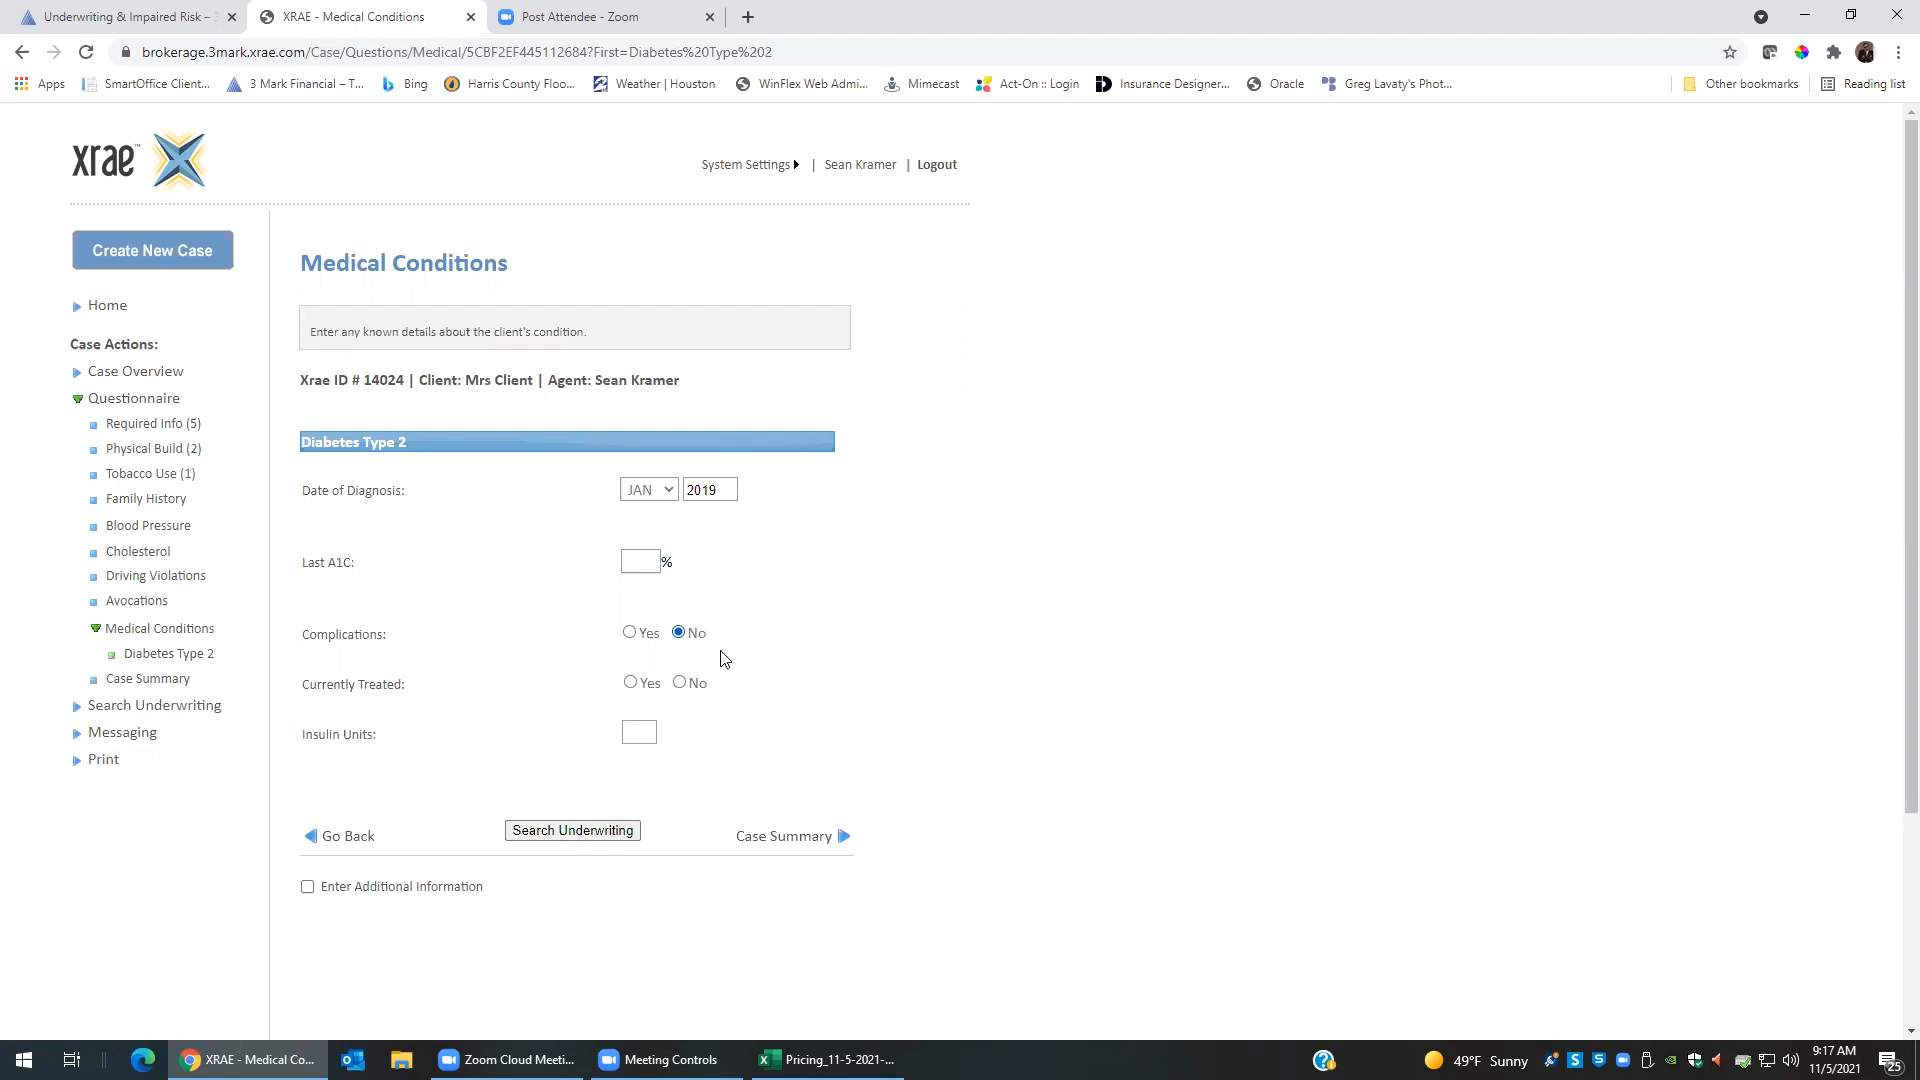 Underwriting & Impaired Risk –
XRAE - Medical Conditions
Post Attendee - Zoom
brokerage.3mark.xrae.com/Case/Questions/Medical/5CBF2EF445112684?First=Diabetes%20Type%202
Apps
SmartOffice Client...
3 Mark Financial – T...
Bing
Harris County Floo...
Weather | Houston
WinFlex Web Admi...
Mimecast
Act-On :: Login
Insurance Designer...
Oracle
Greg Lavaty's Phot...
Other bookmarks
Reading list
xrae™
System Settings | Sean Kramer | Logout
Create New Case
Home
Case Actions:
Case Overview
Questionnaire
Required Info (5)
Physical Build (2)
Tobacco Use (1)
Family History
Blood Pressure
Cholesterol
Driving Violations
Avocations
Medical Conditions
Diabetes Type 2
Case Summary
Search Underwriting
Messaging
Print
Medical Conditions
Enter any known details about the client's condition.
Xrae ID # 14024 | Client: Mrs Client | Agent: Sean Kramer
Diabetes Type 2
Date of Diagnosis: JAN 2019
Last A1C: %
Complications: Yes No
Currently Treated: Yes No
Insulin Units:
Go Back
Search Underwriting
Case Summary
Enter Additional Information
XRAE - Medical Co...
Zoom Cloud Meeti...
Meeting Controls
Pricing_11-5-2021-...
49°F Sunny
9:17 AM
11/5/2021
25